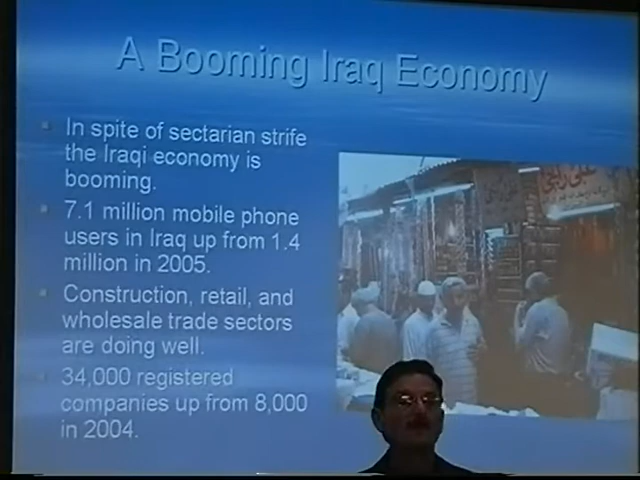 A Booming Iraq Economy
In spite of sectarian strife
the Iraqi economy is
booming.
7.1 million mobile phone
users in Iraq up from 1.4
million in 2005.
Construction, retail, and
wholesale trade sectors
are doing well.
34,000 registered
companies up from 8,000
in 2004.